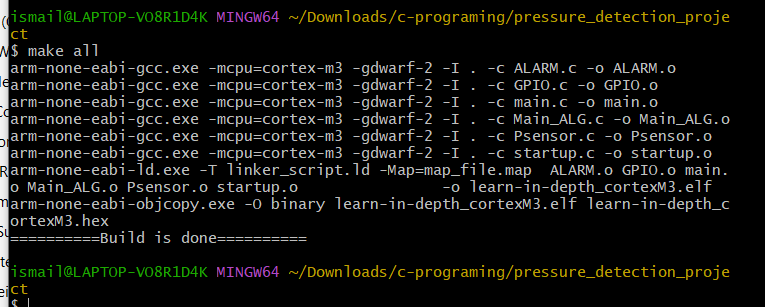 ismail@LAPTOP-VO8R1D4K MINGW64 ~/Downloads/c-programing/pressure_detection_proje
ct
$ make all
arm-none-eabi-gcc.exe -mcpu=cortex-m3 -gdwarf-2 -I . -c ALARM.c -o ALARM.o
arm-none-eabi-gcc.exe -mcpu=cortex-m3 -gdwarf-2 -I . -c GPIO.c -o GPIO.o
arm-none-eabi-gcc.exe -mcpu=cortex-m3 -gdwarf-2 -I . -c main.c -o main.o
arm-none-eabi-gcc.exe -mcpu=cortex-m3 -gdwarf-2 -I . -c Main_ALG.c -o Main_ALG.o
arm-none-eabi-gcc.exe -mcpu=cortex-m3 -gdwarf-2 -I . -c Psensor.c -o Psensor.o
arm-none-eabi-gcc.exe -mcpu=cortex-m3 -gdwarf-2 -I . -c startup.c -o startup.o
arm-none-eabi-ld.exe -T linker_script.ld -Map=map_file.map  ALARM.o GPIO.o main.
o Main_ALG.o Psensor.o startup.o                -o learn-in-depth_cortexM3.elf
arm-none-eabi-objcopy.exe -O binary learn-in-depth_cortexM3.elf learn-in-depth_c
ortexM3.hex
==========Build is done==========
ismail@LAPTOP-VO8R1D4K MINGW64 ~/Downloads/c-programing/pressure_detection_proje
ct
$